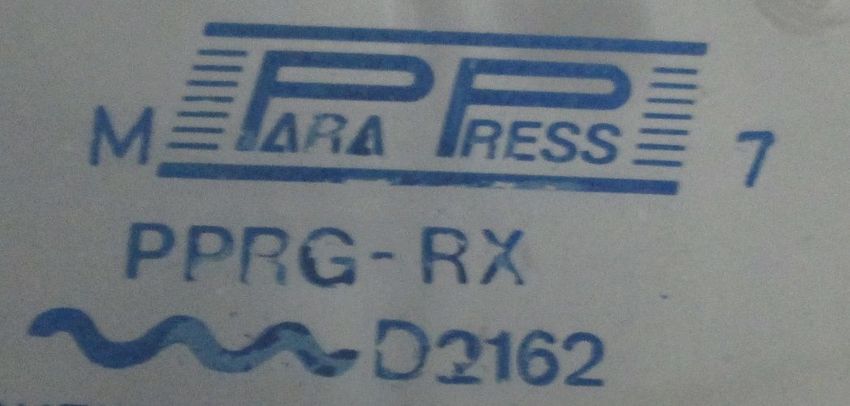 M PARA PRESS 7
PPRG-RX
D2162